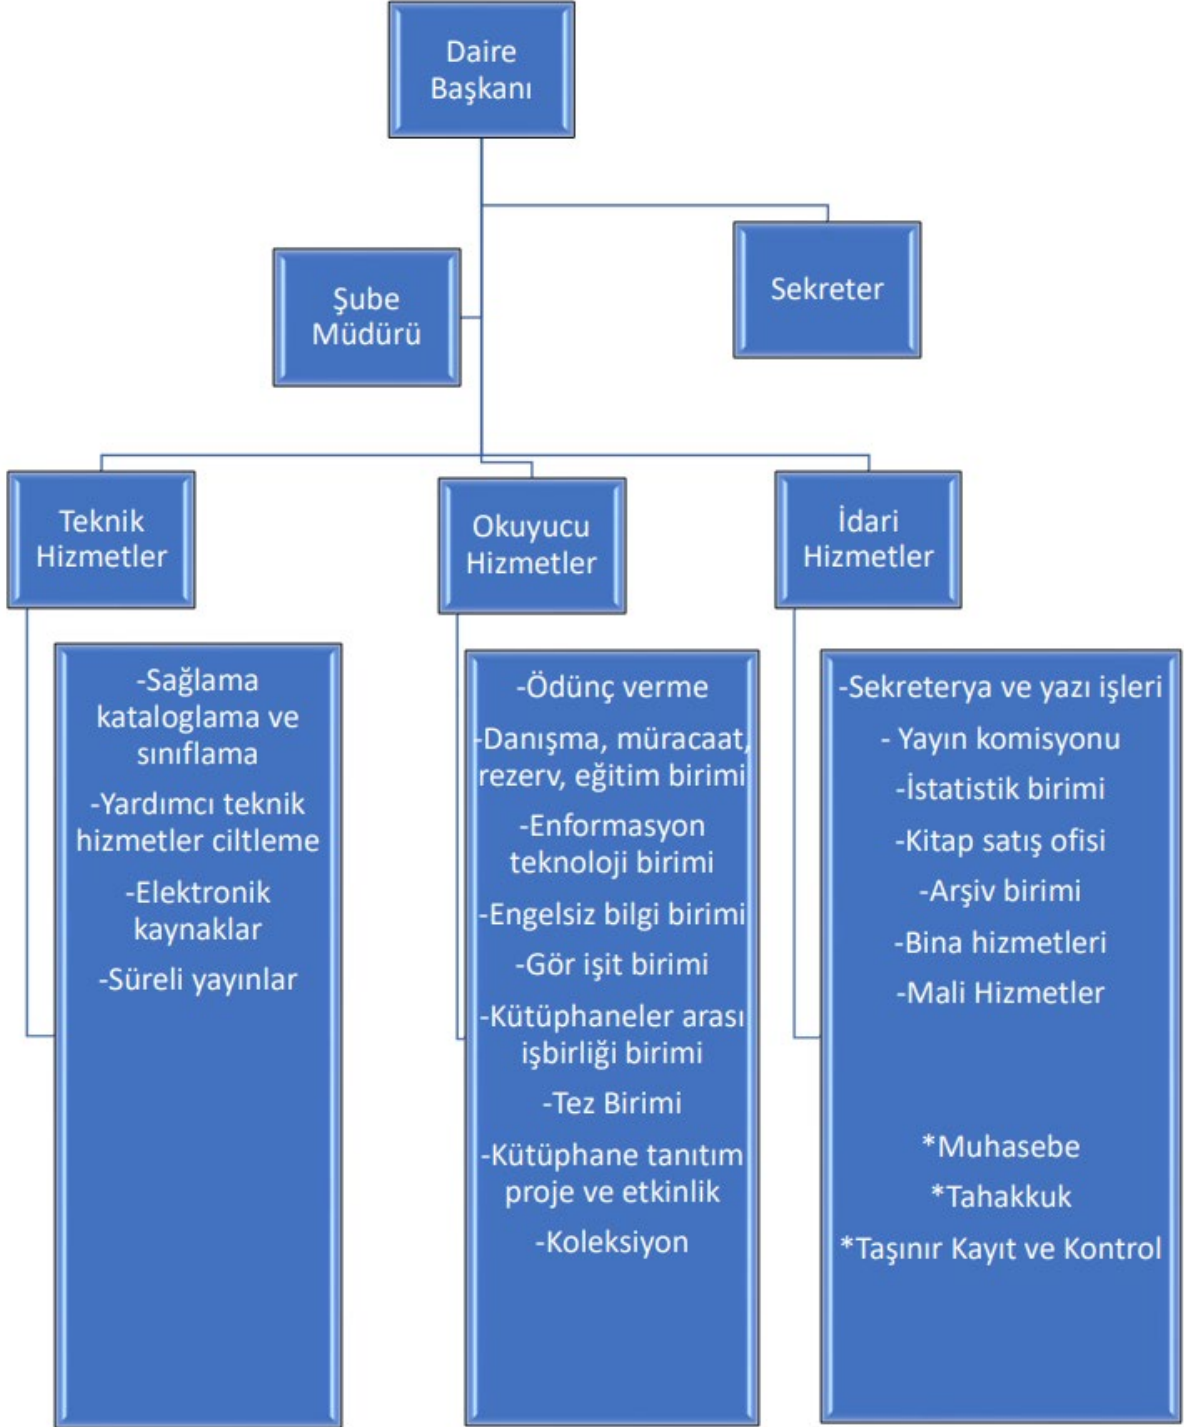 Daire
Başkanı
Sekreter
Şube
Müdürü
Teknik
Hizmetler
Okuyucu
Hizmetler
İdari
Hizmetler
-Sağlama
kataloglama ve
sınıflama
-Yardımcı teknik
hizmetler ciltleme
-Elektronik
kaynaklar
-Süreli yayınlar
-Ödünç verme
-Danışma, müracaat,
rezerv, eğitim birimi
-Enformasyon
teknoloji birimi
-Engelsiz bilgi birimi
-Gör işit birimi
-Kütüphaneler arası
işbirliği birimi
-Tez Birimi
-Kütüphane tanıtım
proje ve etkinlik
-Koleksiyon
-Sekreterya ve yazı işleri
- Yayın komisyonu
-İstatistik birimi
-Kitap satış ofisi
-Arşiv birimi
-Bina hizmetleri
-Mali Hizmetler
*Muhasebe
*Tahakkuk
*Taşınır Kayıt ve Kontrol